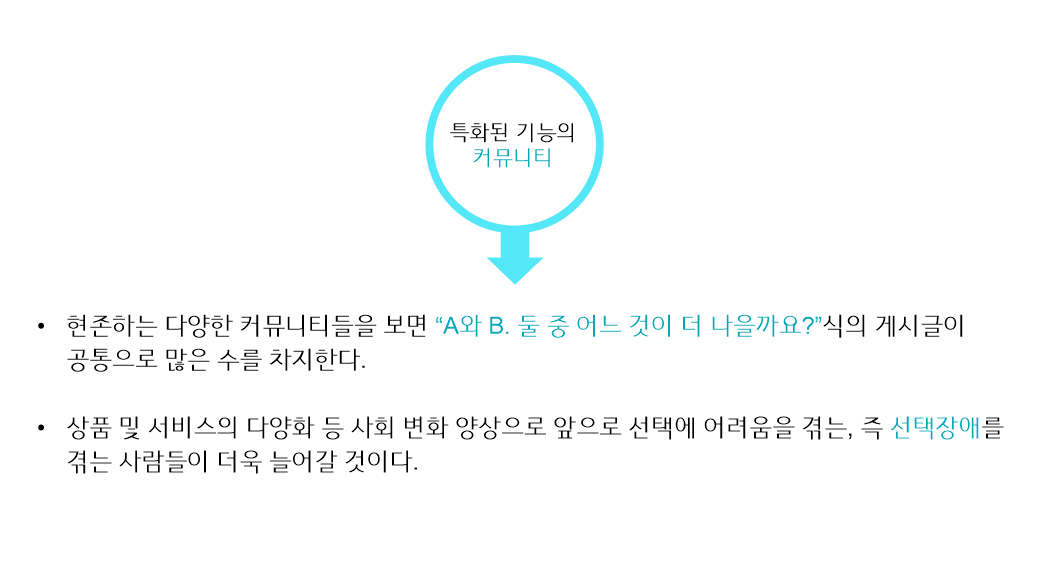 특화된 기능의
커뮤니티
• 현존하는 다양한 커뮤니티들을 보면 “A와 B. 둘 중 어느 것이 더 나을까요?”식의 게시글이
공통으로 많은 수를 차지한다.
• 상품 및 서비스의 다양화 등 사회 변화 양상으로 앞으로 선택에 어려움을 겪는, 즉 선택장애를
겪는 사람들이 더욱 늘어갈 것이다.